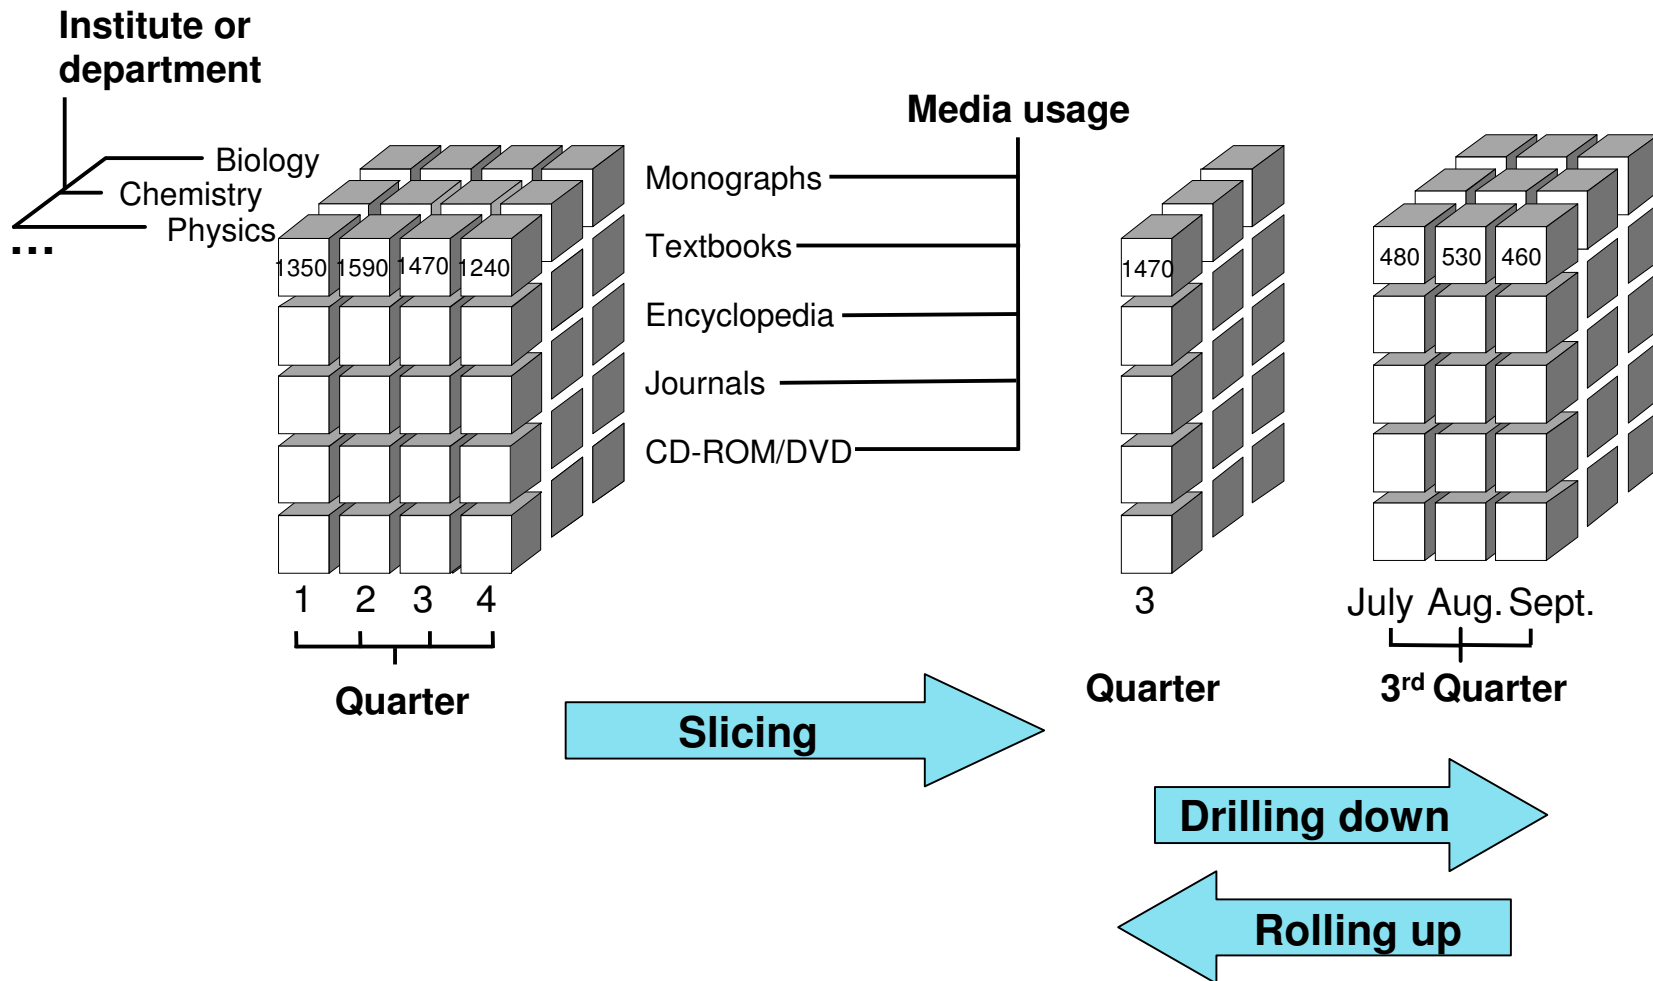 Institute or
department
Biology
Chemistry
Physics
...
Media usage
Monographs
Textbooks
Encyclopedia
Journals
CD-ROM/DVD
1350 1590 1470 1240
1 2 3 4
Quarter
1470
3
Quarter
480 530 460
July Aug. Sept.
3rd Quarter
Slicing
Drilling down
Rolling up